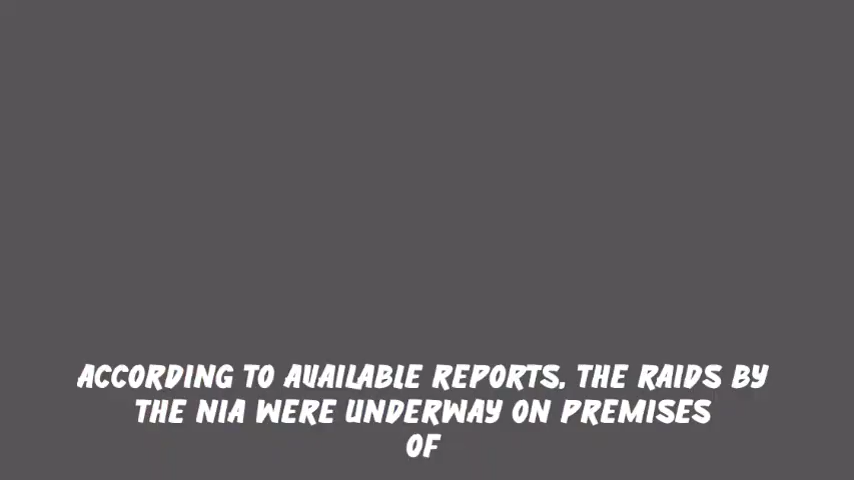 ACCORDING TO AVAILABLE REPORTS, THE RAIDS BY
THE NIA WERE UNDERWAY ON PREMISES
OF